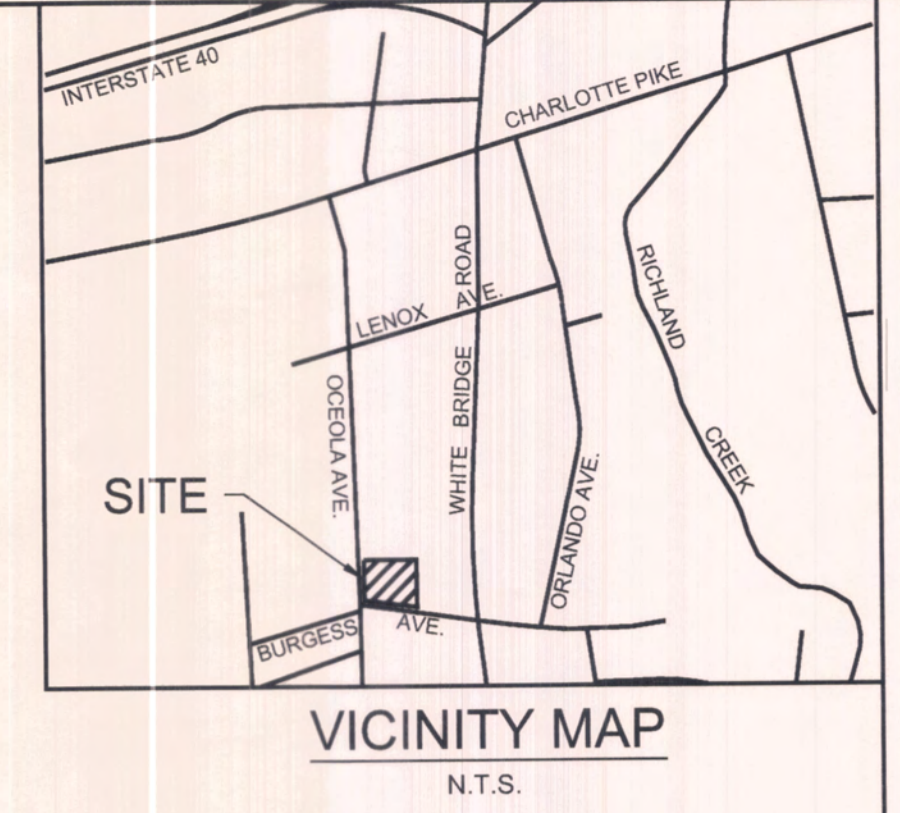 INTERSTATE 40
CHARLOTTE PIKE
RICHLAND CREEK
WHITE BRIDGE ROAD
LENOX AVE.
OCEOLA AVE.
ORLANDO AVE.
SITE
BURGESS AVE.
VICINITY MAP
N.T.S.